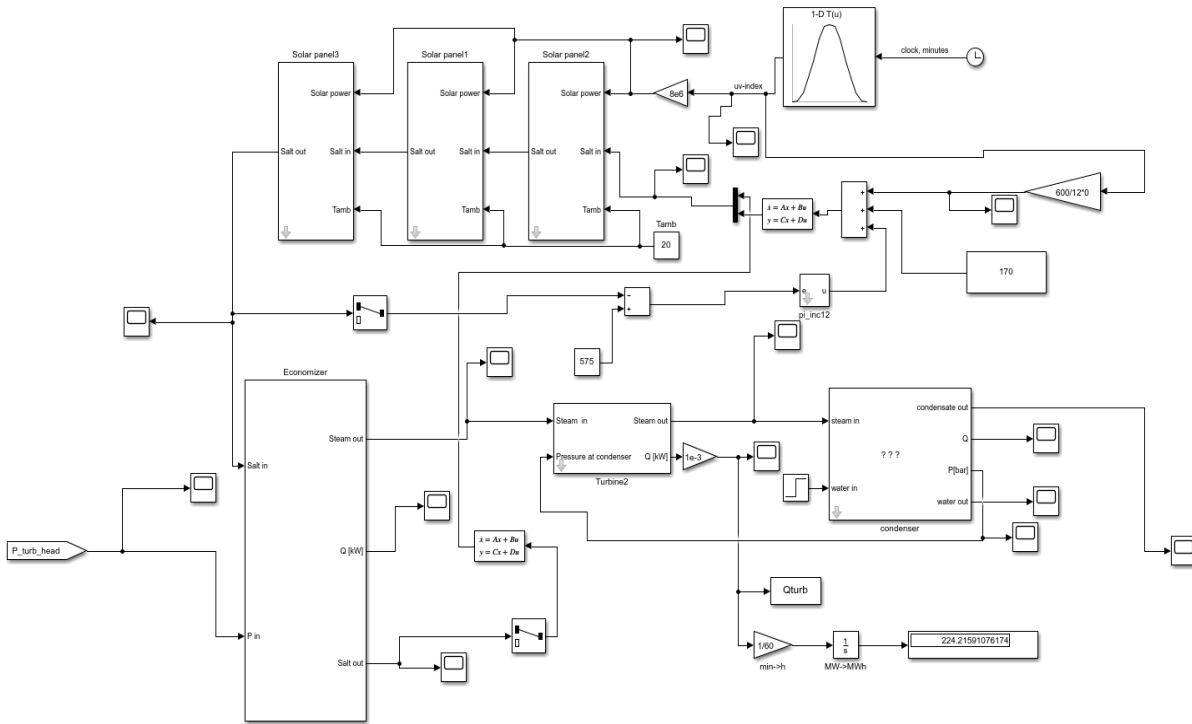 1-D T(u)
clock, minutes
Solar panel3
Solar panel1
Solar panel2
Solar power
Solar power
Solar power
8e6
uv-index
Salt out
Salt in
Salt out
Salt in
Salt out
Salt in
600/12*0
ẋ = Ax + Bu
y = Cx + Du
+
+
+
Tamb
Tamb
Tamb
Tamb
20
170
−
+
e
u
pi_inc12
575
Economizer
Steam out
Steam in
Steam out
steam in
condensate out
Q
Salt in
Pressure at condenser
Q [kW]
1e-3
? ? ?
P[bar]
Turbine2
water in
water out
condenser
P_turb_head
Q [kW]
ẋ = Ax + Bu
y = Cx + Du
Qturb
P in
Salt out
1/60
1
s
224.21591076174
min->h
MW->MWh